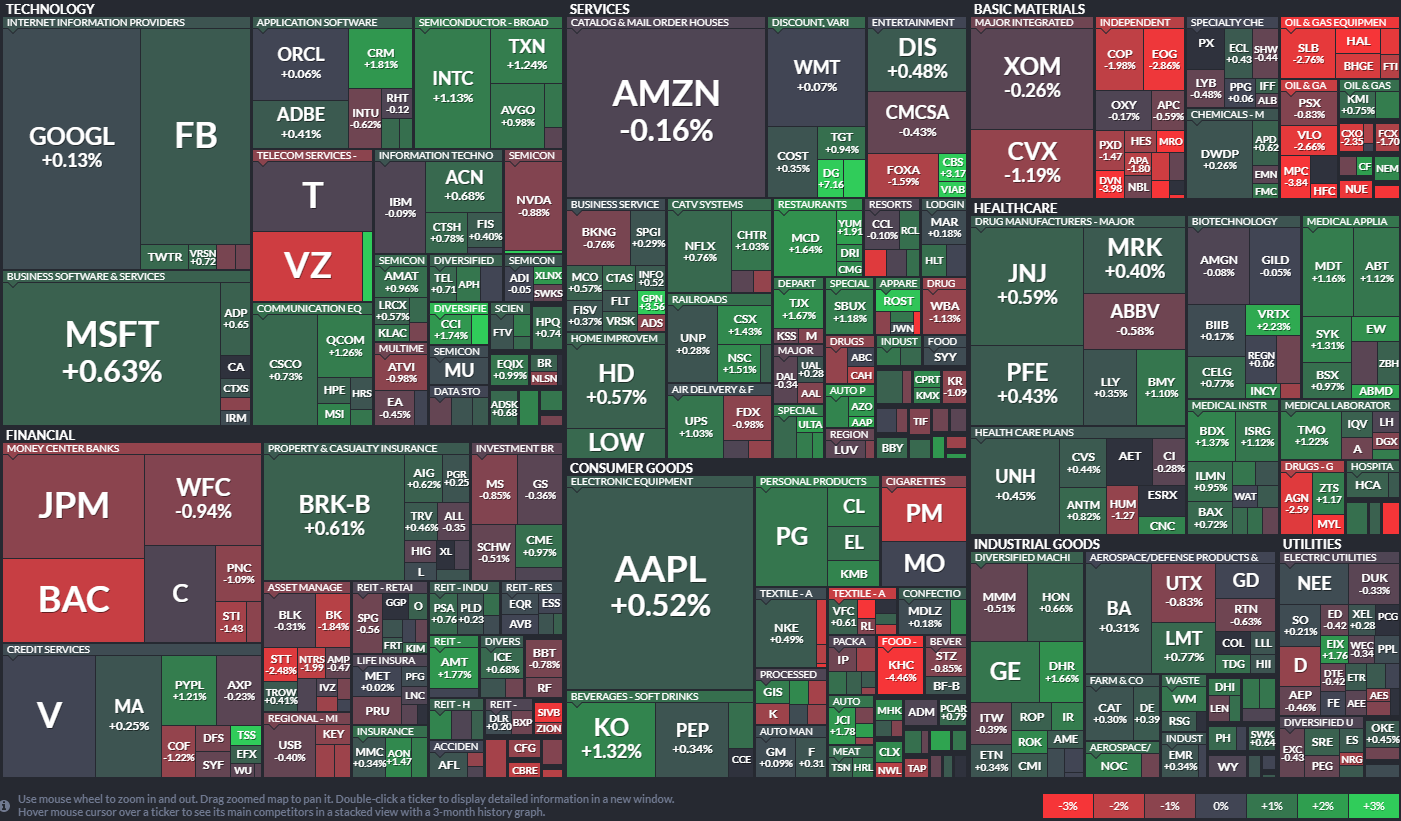 TECHNOLOGY
INTERNET INFORMATION PROVIDERS
GOOGL
+0.13%
FB
TWTR
VRSN
+0.72
BUSINESS SOFTWARE & SERVICES
MSFT
+0.63%
ADP
+0.65
CA
CTXS
IRM
APPLICATION SOFTWARE
ORCL
+0.06%
CRM
+1.81%
ADBE
+0.41%
INTU
-0.62%
RHT
-0.12
SEMICONDUCTOR - BROAD
INTC
+1.13%
TXN
+1.24%
AVGO
+0.98%
TELECOM SERVICES -
T
VZ
INFORMATION TECHNO
IBM
-0.09%
ACN
+0.68%
CTSH
+0.78%
FIS
+0.40%
SEMICON
NVDA
-0.88%
COMMUNICATION EQ
CSCO
+0.73%
QCOM
+1.26%
HPE
HRS
MSI
SEMICON
AMAT
+0.96%
LRCX
+0.57%
KLAC
DIVERSIFIED
TEL
+0.71
APH
SEMICON
ADI
-0.05
XLNX
SWKS
DIVERSIFIE
CCI
+1.74%
SCIEN
FTV
HPQ
+0.74
MULTIME
ATVI
-0.98%
EA
-0.45%
SEMICON
MU
DATA STO
EQIX
+0.99%
BR
NLSN
ADSK
+0.68
FINANCIAL
MONEY CENTER BANKS
JPM
WFC
-0.94%
BAC
C
PNC
-1.09%
STI
-1.43
CREDIT SERVICES
V
MA
+0.25%
PYPL
+1.21%
AXP
-0.23%
COF
-1.22%
DFS
SYF
TSS
EFX
WU
PROPERTY & CASUALTY INSURANCE
BRK-B
+0.61%
AIG
+0.62%
PGR
+0.25
TRV
+0.46%
ALL
-0.35
HIG
XL
L
INVESTMENT BR
MS
-0.85%
GS
-0.36%
SCHW
-0.51%
CME
+0.97%
ASSET MANAGE
BLK
-0.31%
BK
-1.84%
STT
-2.48%
NTRS
-1.99
AMP
-0.47
TROW
+0.41%
IVZ
REGIONAL - MI
USB
-0.40%
KEY
REIT - RETAI
SPG
-0.56
GGP
O
FRT
KIM
REIT - INDU
PSA
+0.76
PLD
+0.23
REIT - RES
EQR
ESS
AVB
LIFE INSURA
MET
+0.02%
PFG
LNC
PRU
REIT -
AMT
+1.77%
DIVERS
ICE
+0.68%
BBT
-0.78%
RF
INSURANCE
MMC
+0.34%
AON
+1.47
REIT - H
REIT -
DLR
+0.20
BXP
SIVB
ZION
ACCIDEN
AFL
CFG
CBRE
SERVICES
CATALOG & MAIL ORDER HOUSES
AMZN
-0.16%
DISCOUNT, VARI
WMT
+0.07%
COST
+0.35%
TGT
+0.94%
DG
+7.16
ENTERTAINMENT
DIS
+0.48%
CMCSA
-0.43%
FOXA
-1.59%
CBS
+3.17
VIAB
BUSINESS SERVICE
BKNG
-0.76%
SPGI
+0.29%
MCO
+0.57%
CTAS
INFO
+0.52
FISV
+0.37%
FLT
GPN
+3.56
VRSK
ADS
CATV SYSTEMS
NFLX
+0.76%
CHTR
+1.03%
RESTAURANTS
MCD
+1.64%
YUM
+1.91
DRI
CMG
RESORTS
CCL
-0.10%
RCL
LODGIN
MAR
+0.18%
HLT
HOME IMPROVEM
HD
+0.57%
LOW
RAILROADS
UNP
+0.28%
CSX
+1.43%
NSC
+1.51%
AIR DELIVERY & F
UPS
+1.03%
FDX
-0.98%
DEPART
TJX
+1.67%
KSS
M
SPECIAL
SBUX
+1.18%
APPARE
ROST
JWN
DRUG
WBA
-1.13%
MAJOR
DAL
-0.34
UAL
+0.28
AAL
DRUGS
ABC
CAH
INDUST
FOOD
SYY
AUTO P
AZO
AAP
CPRT
KMX
KR
-1.09
SPECIAL
ULTA
REGION
LUV
TIF
BBY
CONSUMER GOODS
ELECTRONIC EQUIPMENT
AAPL
+0.52%
PERSONAL PRODUCTS
PG
CL
EL
KMB
CIGARETTES
PM
MO
BEVERAGES - SOFT DRINKS
KO
+1.32%
PEP
+0.34%
CCE
TEXTILE - A
NKE
+0.49%
TEXTILE - A
VFC
+0.61
RL
CONFECTIO
MDLZ
+0.18%
PACKA
IP
FOOD -
KHC
-4.46%
BEVER
STZ
-0.85%
BF-B
PROCESSED
GIS
K
AUTO
JCI
+1.78
MHK
ADM
PCAR
+0.79
AUTO MAN
GM
+0.09%
F
+0.31
MEAT
TSN
HRL
CLX
NWL
TAP
BASIC MATERIALS
MAJOR INTEGRATED
XOM
-0.26%
CVX
-1.19%
INDEPENDENT
COP
-1.98%
EOG
-2.86%
OXY
-0.17%
APC
-0.59%
PXD
-1.47
HES
MRO
APA
-1.80
DVN
-3.98
NBL
SPECIALTY CHE
PX
ECL
+0.43
SHW
-0.44
LYB
-0.48%
PPG
+0.06
IFF
ALB
CHEMICALS - M
DWDP
+0.26%
APD
+0.62
EMN
FMC
OIL & GAS EQUIPMEN
SLB
-2.76%
HAL
BHGE
FTI
OIL & GA
PSX
-0.83%
VLO
-2.66%
MPC
-3.84
HFC
OIL & GAS
KMI
+0.75%
CXO
-2.35
FCX
-1.70
CF
NEM
NUE
HEALTHCARE
DRUG MANUFACTURERS - MAJOR
JNJ
+0.59%
MRK
+0.40%
ABBV
-0.58%
PFE
+0.43%
LLY
+0.35%
BMY
+1.10%
BIOTECHNOLOGY
AMGN
-0.08%
GILD
-0.05%
BIIB
+0.17%
VRTX
+2.23%
REGN
+0.06
CELG
+0.77%
INCY
MEDICAL APPLIA
MDT
+1.16%
ABT
+1.12%
SYK
+1.31%
EW
ZBH
BSX
+0.97%
ABMD
HEALTH CARE PLANS
UNH
+0.45%
CVS
+0.44%
AET
CI
-0.28%
ANTM
+0.82%
HUM
-1.27
ESRX
CNC
MEDICAL INSTR
BDX
+1.37%
ISRG
+1.12%
ILMN
+0.95%
WAT
BAX
+0.72%
MEDICAL LABORATOR
TMO
+1.22%
IQV
LH
A
DGX
DRUGS - G
AGN
-2.59
ZTS
+1.17
MYL
HOSPITA
HCA
INDUSTRIAL GOODS
DIVERSIFIED MACHI
MMM
-0.51%
HON
+0.66%
GE
DHR
+1.66%
ITW
-0.39%
ROP
IR
ROK
AME
ETN
+0.34%
CMI
AEROSPACE/DEFENSE PRODUCTS &
BA
+0.31%
UTX
-0.83%
GD
LMT
+0.77%
RTN
-0.63%
COL
LLL
TDG
HII
FARM & CO
CAT
+0.30%
DE
+0.39
WASTE
WM
RSG
DHI
LEN
AEROSPACE/
NOC
INDUST
EMR
+0.34%
PH
SWK
+0.64
WY
UTILITIES
ELECTRIC UTILITIES
NEE
DUK
-0.33%
SO
+0.21%
ED
-0.42
XEL
+0.28
PCG
D
EIX
+1.76
WEC
-0.34
PPL
DTE
-0.42
ETR
AEP
-0.46%
FE
AEE
AES
DIVERSIFIED U
EXC
-0.43
SRE
ES
OKE
+0.45%
PEG
NRG
Use mouse wheel to zoom in and out. Drag zoomed map to pan it. Double-click a ticker to display detailed information in a new window.
Hover mouse cursor over a ticker to see its main competitors in a stacked view with a 3-month history graph.
-3%
-2%
-1%
0%
+1%
+2%
+3%